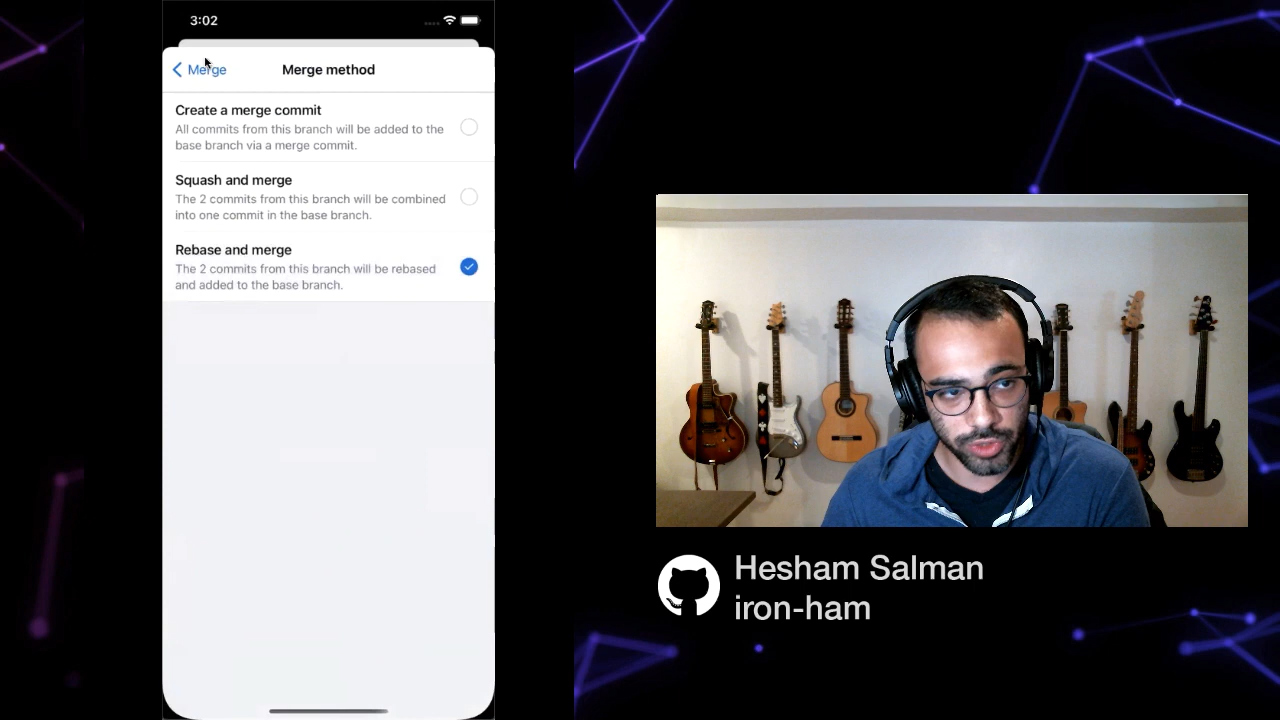 3:02
Merge
Merge method
Create a merge commit
All commits from this branch will be added to the
base branch via a merge commit.
Squash and merge
The 2 commits from this branch will be combined
into one commit in the base branch.
Rebase and merge
The 2 commits from this branch will be rebased
and added to the base branch.
Hesham Salman
iron-ham